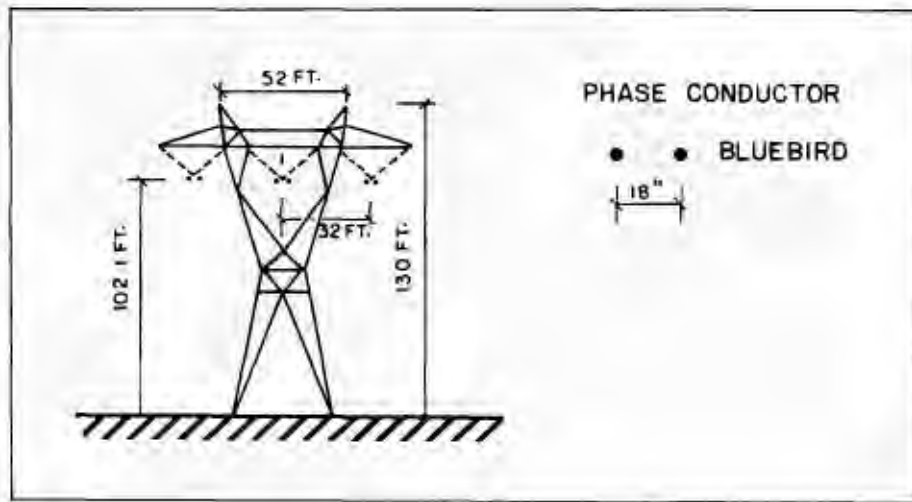 52 FT.
PHASE CONDUCTOR
BLUEBIRD
18"
32 FT.
102.1 FT.
130 FT.